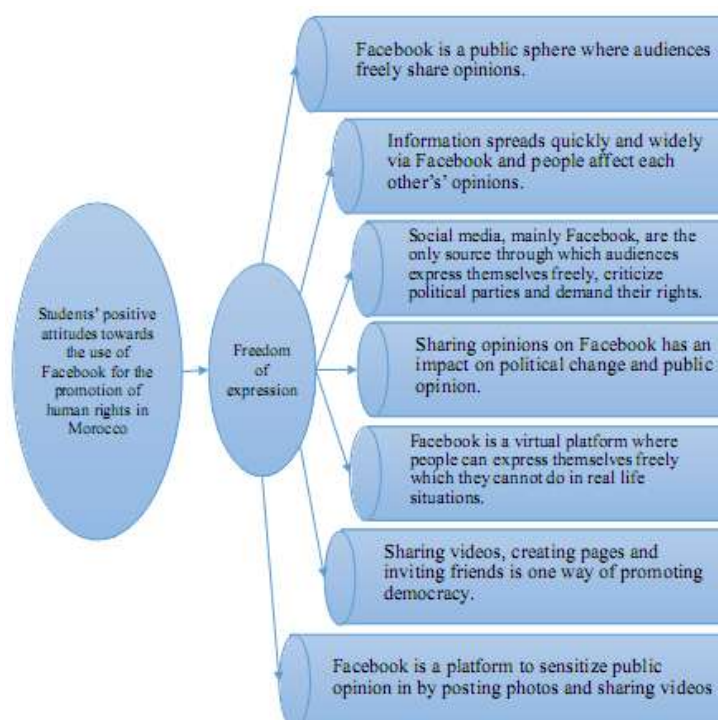 Students' positive
attitudes towards
the use of
Facebook for the
promotion of
human rights in
Morocco
Freedom
of
expression
Facebook is a public sphere where audiences
freely share opinions.
Information spreads quickly and widely
via Facebook and people affect each
other's' opinions.
Social media, mainly Facebook, are the
only source through which audiences
express themselves freely, criticize
political parties and demand their rights.
Sharing opinions on Facebook has an
impact on political change and public
opinion.
Facebook is a virtual platform where
people can express themselves freely
which they cannot do in real life
situations.
Sharing videos, creating pages and
inviting friends is one way of promoting
democracy.
Facebook is a platform to sensitize public
opinion in by posting photos and sharing videos